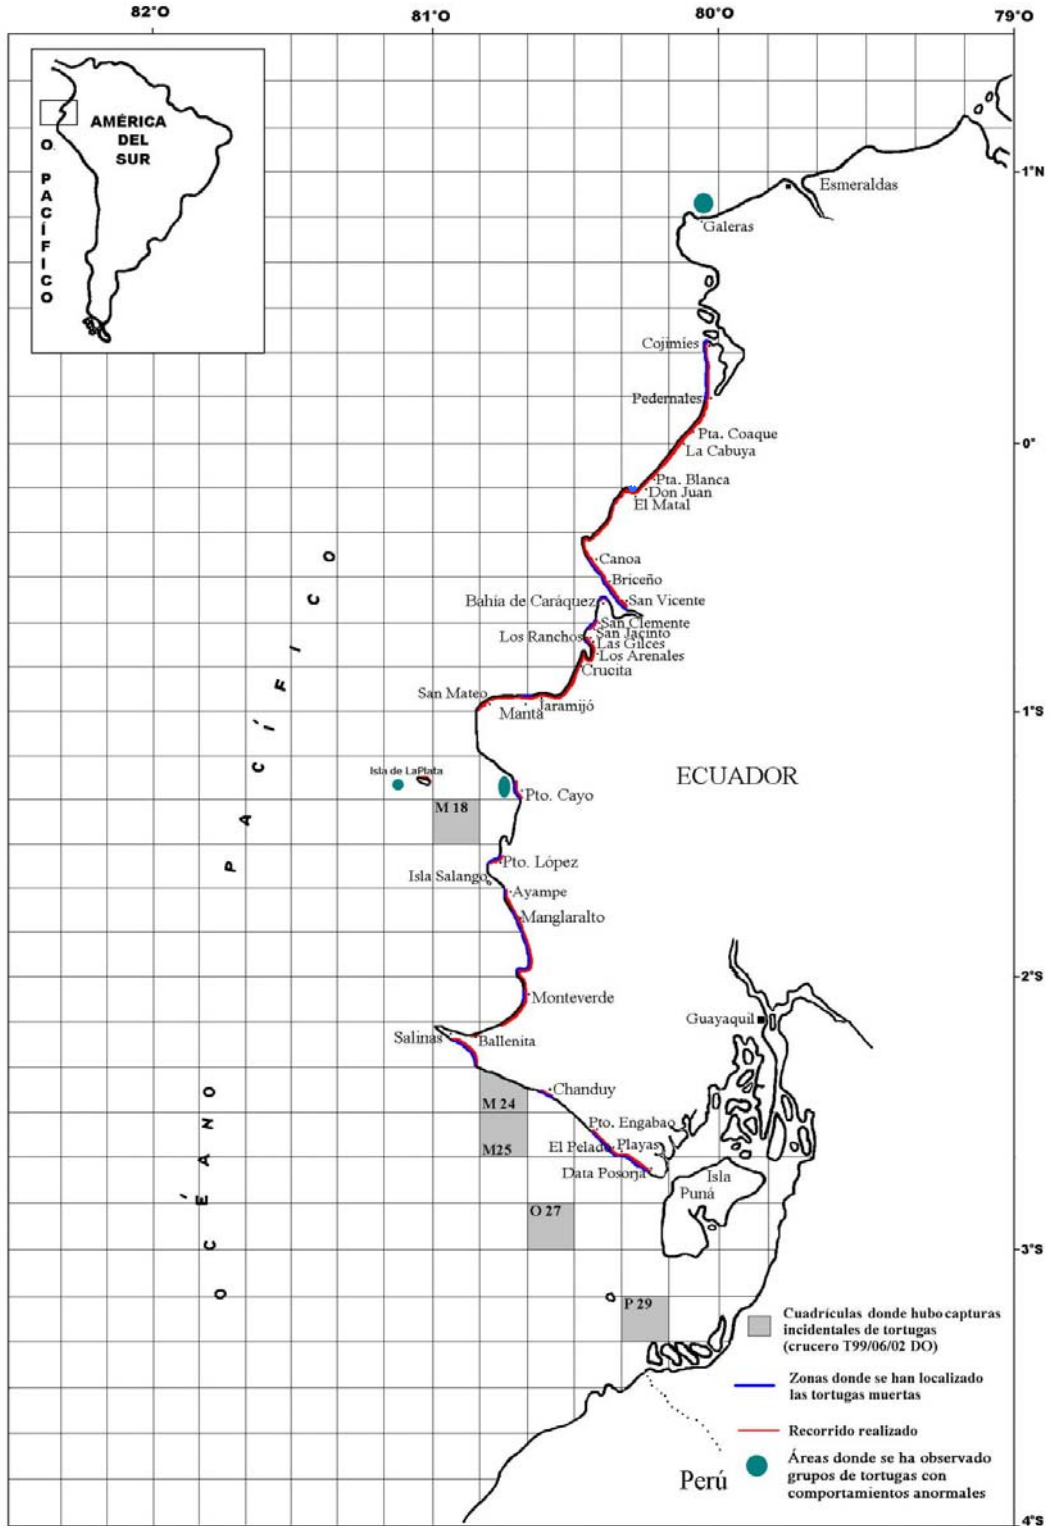 82°O
81°O
80°O
79°O
AMÉRICA
DEL
SUR
O. PACÍFICO
1°N
Esmeraldas
Galeras
Cojimíes
Pedernales
Pta. Coaque
La Cabuya
0°
Pta. Blanca
Don Juan
El Matal
Canoa
Briceño
Bahía de Caráquez
San Vicente
San Clemente
San Jacinto
Los Ranchos
Las Gilces
Los Arenales
Crucita
San Mateo
Jaramijó
Manta
1°S
Isla de LaPlata
ECUADOR
Pto. Cayo
M 18
Pto. López
Isla Salango
Ayampe
Manglaralto
2°S
Monteverde
Guayaquil
Salinas
Ballenita
OCÉANO PACÍFICO
Chanduy
M 24
Pto. Engabao
M25
El Pelado
Playas
Data Posorja
Isla
Puná
O 27
3°S
P 29
Cuadrículas donde hubo capturas
incidentales de tortugas
(crucero T99/06/02 DO)
Zonas donde se han localizado
las tortugas muertas
Recorrido realizado
Áreas donde se ha observado
grupos de tortugas con
comportamientos anormales
Perú
4°S